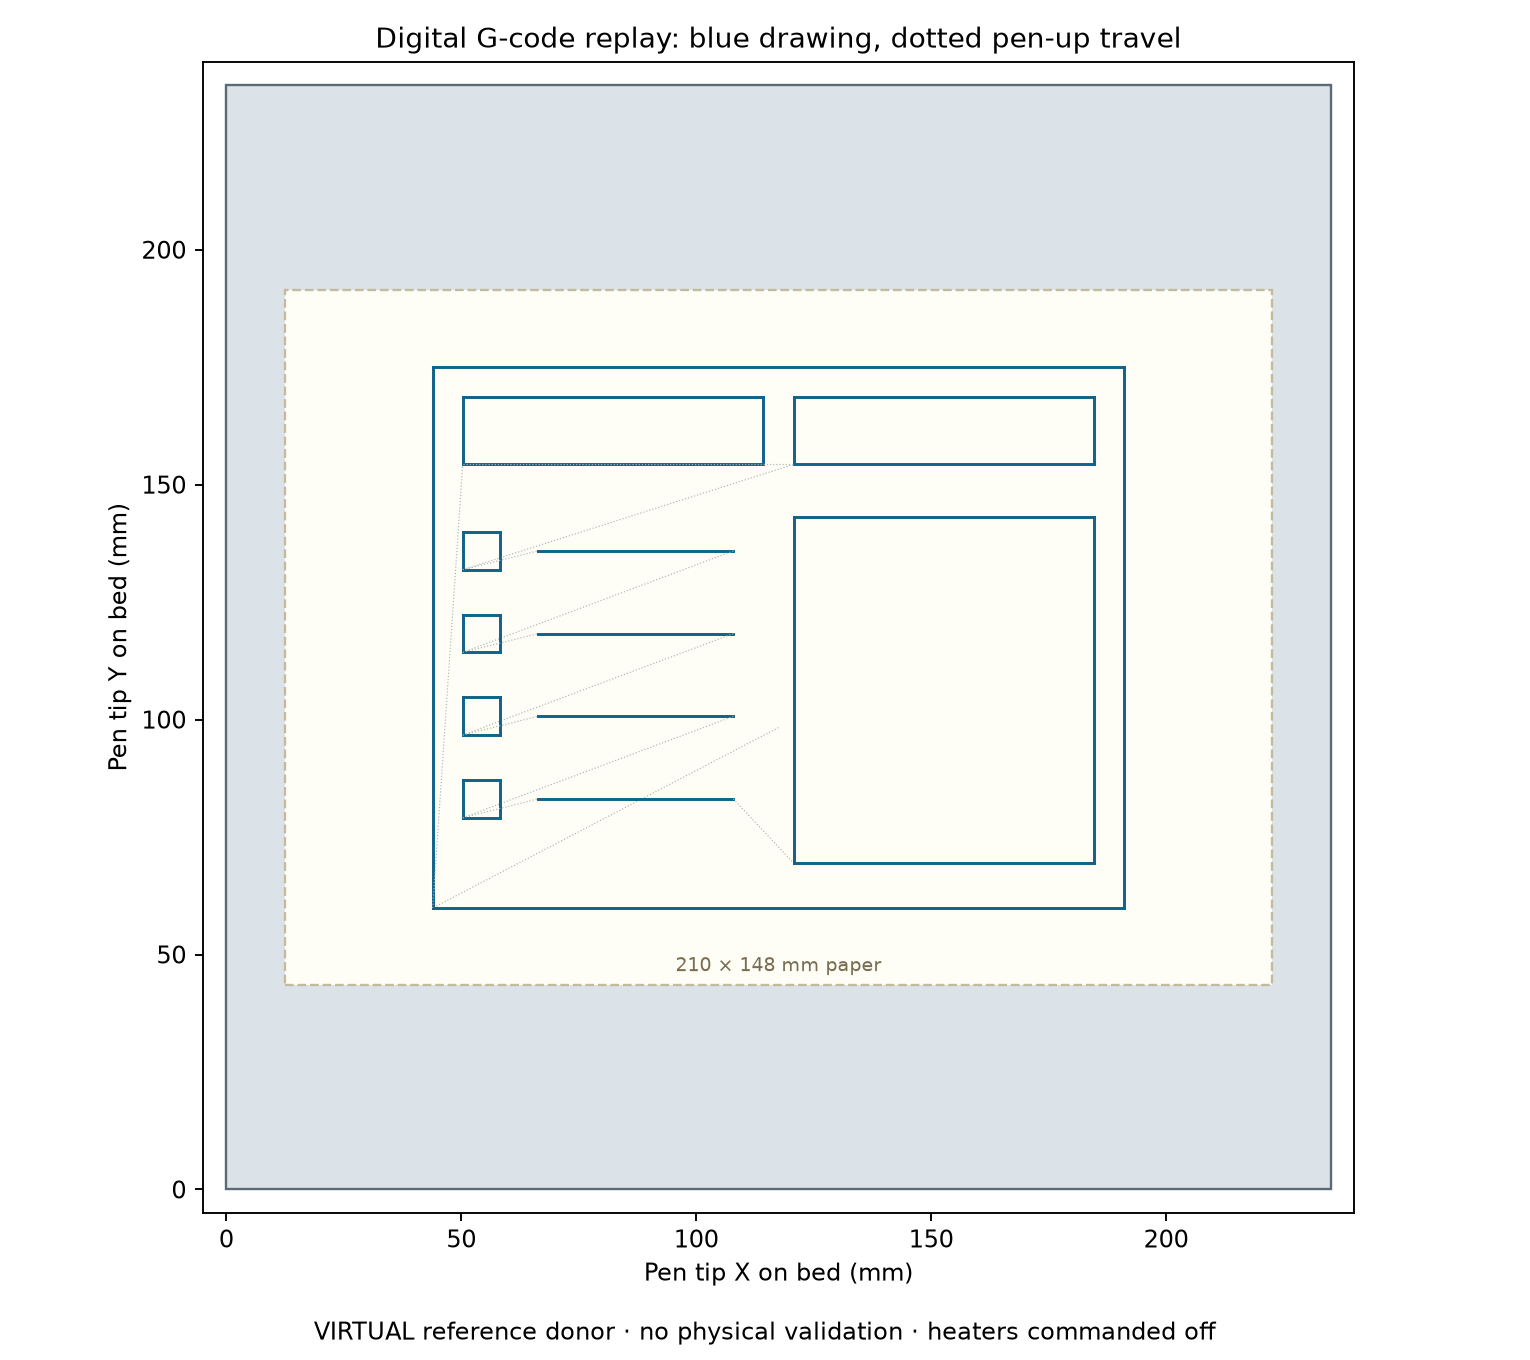 Digital G-code replay: blue drawing, dotted pen-up travel
Pen tip Y on bed (mm)
200
150
100
50
0
210 × 148 mm paper
0 50 100 150 200
Pen tip X on bed (mm)
VIRTUAL reference donor · no physical validation · heaters commanded off